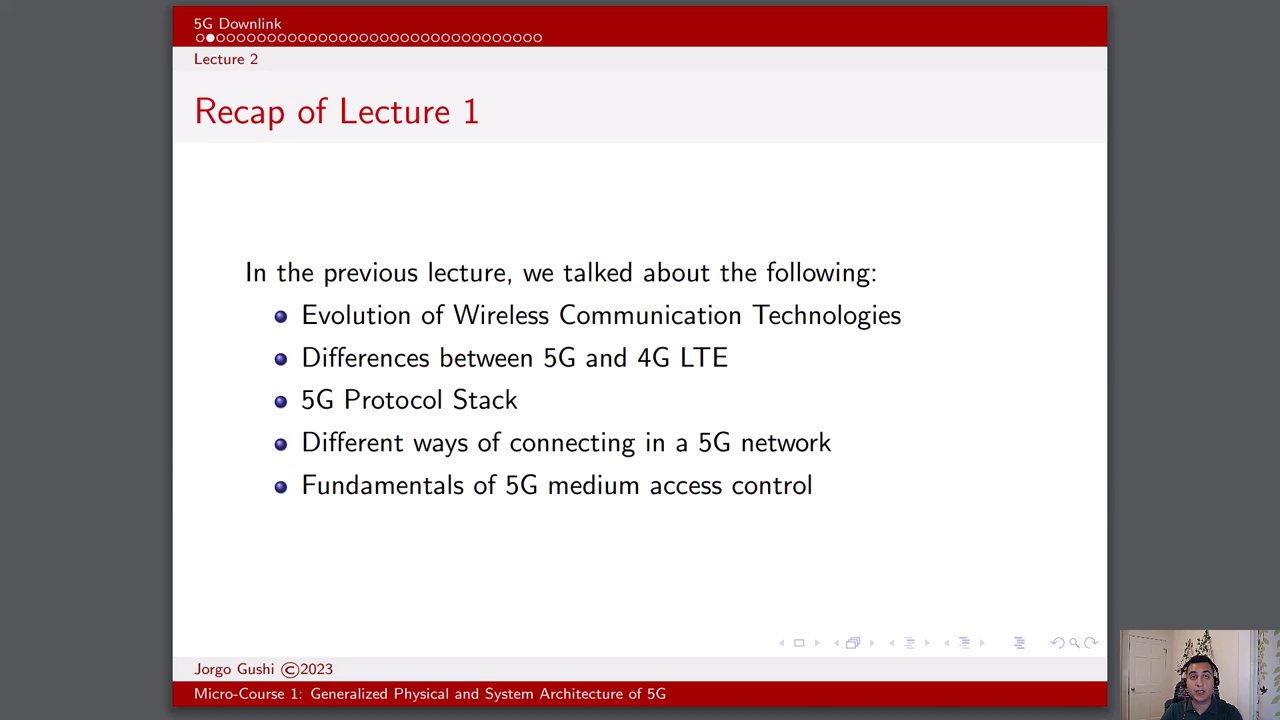 5G Downlink
Lecture 2
Recap of Lecture 1
In the previous lecture, we talked about the following:
Evolution of Wireless Communication Technologies
Differences between 5G and 4G LTE
5G Protocol Stack
Different ways of connecting in a 5G network
Fundamentals of 5G medium access control
Jorgo Gushi ©2023
Micro-Course 1: Generalized Physical and System Architecture of 5G